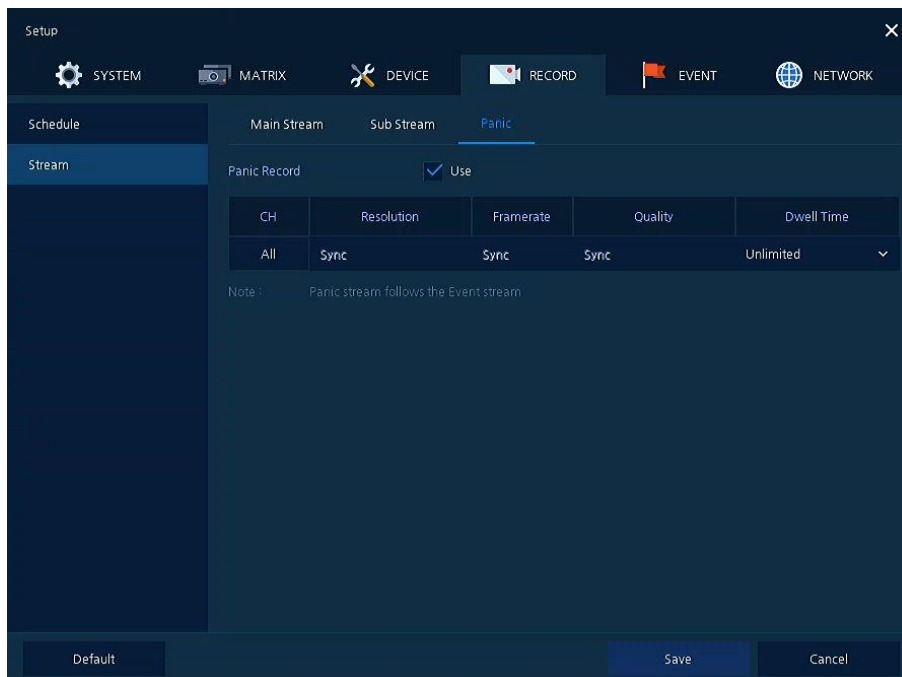 Setup
SYSTEM MATRIX DEVICE RECORD EVENT NETWORK
Schedule
Stream
Main Stream Sub Stream Panic
Panic Record Use
CH Resolution Framerate Quality Dwell Time
All Sync Sync Sync Unlimited
Note : Panic stream follows the Event stream
Default Save Cancel